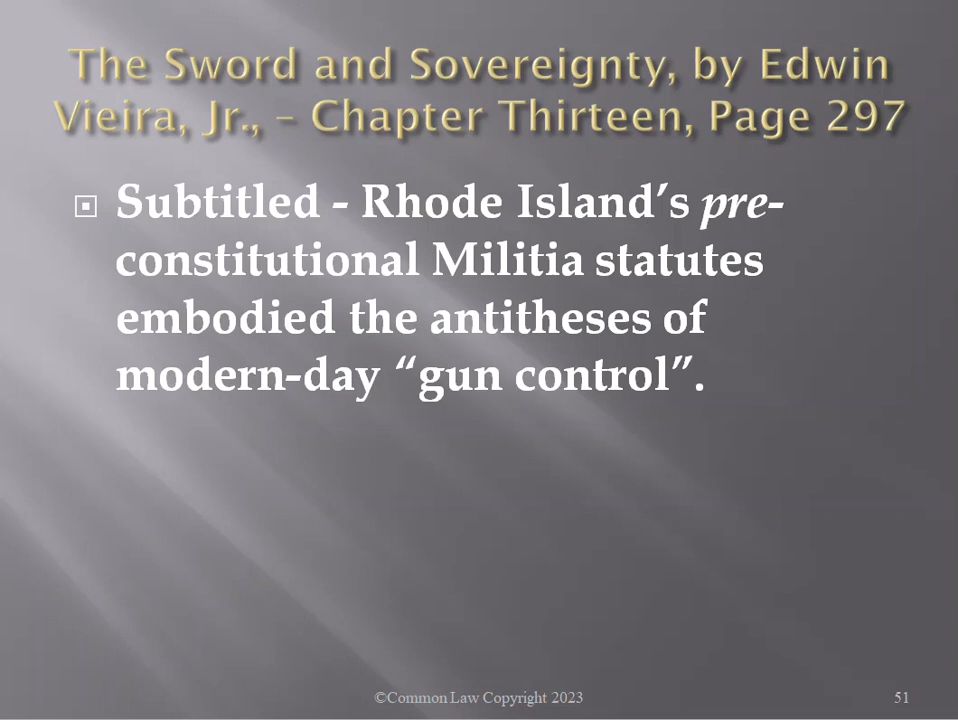 The Sword and Sovereignty, by Edwin
Vieira, Jr., – Chapter Thirteen, Page 297
Subtitled - Rhode Island’s pre-
constitutional Militia statutes
embodied the antitheses of
modern-day “gun control”.
©Common Law Copyright 2023
51